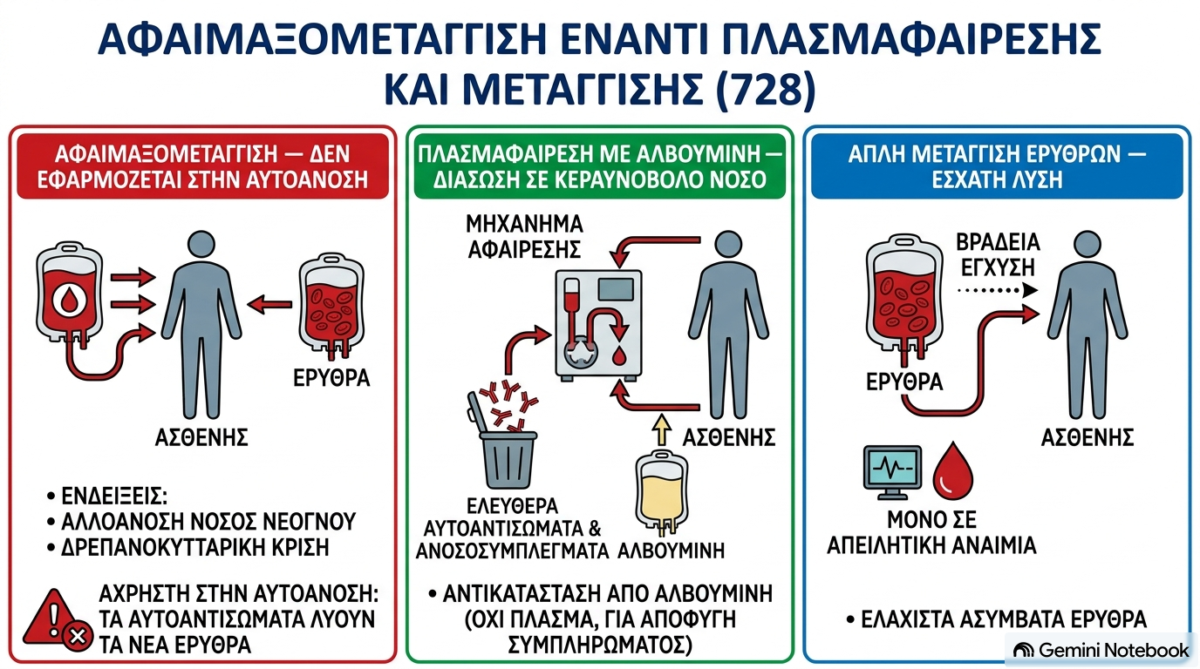 ΑΦΑΙΜΑΞΟΜΕΤΑΓΓΙΣΗ ΕΝΑΝΤΙ ΠΛΑΣΜΑΦΑΙΡΕΣΗΣ
ΚΑΙ ΜΕΤΑΓΓΙΣΗΣ (728)
ΑΦΑΙΜΑΞΟΜΕΤΑΓΓΙΣΗ — ΔΕΝ
ΕΦΑΡΜΟΖΕΤΑΙ ΣΤΗΝ ΑΥΤΟΑΝΟΣΗ
ΕΡΥΘΡΑ
ΑΣΘΕΝΗΣ
• ΕΝΔΕΙΞΕΙΣ:
• ΑΛΛΟΑΝΟΣΗ ΝΟΣΟΣ ΝΕΟΓΝΟΥ
• ΔΡΕΠΑΝΟΚΥΤΤΑΡΙΚΗ ΚΡΙΣΗ
ΑΧΡΗΣΤΗ ΣΤΗΝ ΑΥΤΟΑΝΟΣΗ:
ΤΑ ΑΥΤΟΑΝΤΙΣΩΜΑΤΑ ΛΥΟΥΝ
ΤΑ ΝΕΑ ΕΡΥΘΡΑ
ΠΛΑΣΜΑΦΑΙΡΕΣΗ ΜΕ ΑΛΒΟΥΜΙΝΗ —
ΔΙΑΣΩΣΗ ΣΕ ΚΕΡΑΥΝΟΒΟΛΟ ΝΟΣΟ
ΜΗΧΑΝΗΜΑ
ΑΦΑΙΡΕΣΗΣ
ΑΣΘΕΝΗΣ
ΕΛΕΥΘΕΡΑ
ΑΥΤΟΑΝΤΙΣΩΜΑΤΑ &
ΑΝΟΣΟΣΥΜΠΛΕΓΜΑΤΑ
ΑΛΒΟΥΜΙΝΗ
• ΑΝΤΙΚΑΤΑΣΤΑΣΗ ΑΠΟ ΑΛΒΟΥΜΙΝΗ
(ΟΧΙ ΠΛΑΣΜΑ, ΓΙΑ ΑΠΟΦΥΓΗ
ΣΥΜΠΛΗΡΩΜΑΤΟΣ)
ΑΠΛΗ ΜΕΤΑΓΓΙΣΗ ΕΡΥΘΡΩΝ —
ΕΣΧΑΤΗ ΛΥΣΗ
ΒΡΑΔΕΙΑ
ΕΓΧΥΣΗ
ΕΡΥΘΡΑ
ΑΣΘΕΝΗΣ
ΜΟΝΟ ΣΕ
ΑΠΕΙΛΗΤΙΚΗ ΑΝΑΙΜΙΑ
• ΕΛΑΧΙΣΤΑ ΑΣΥΜΒΑΤΑ ΕΡΥΘΡΑ
Gemini Notebook